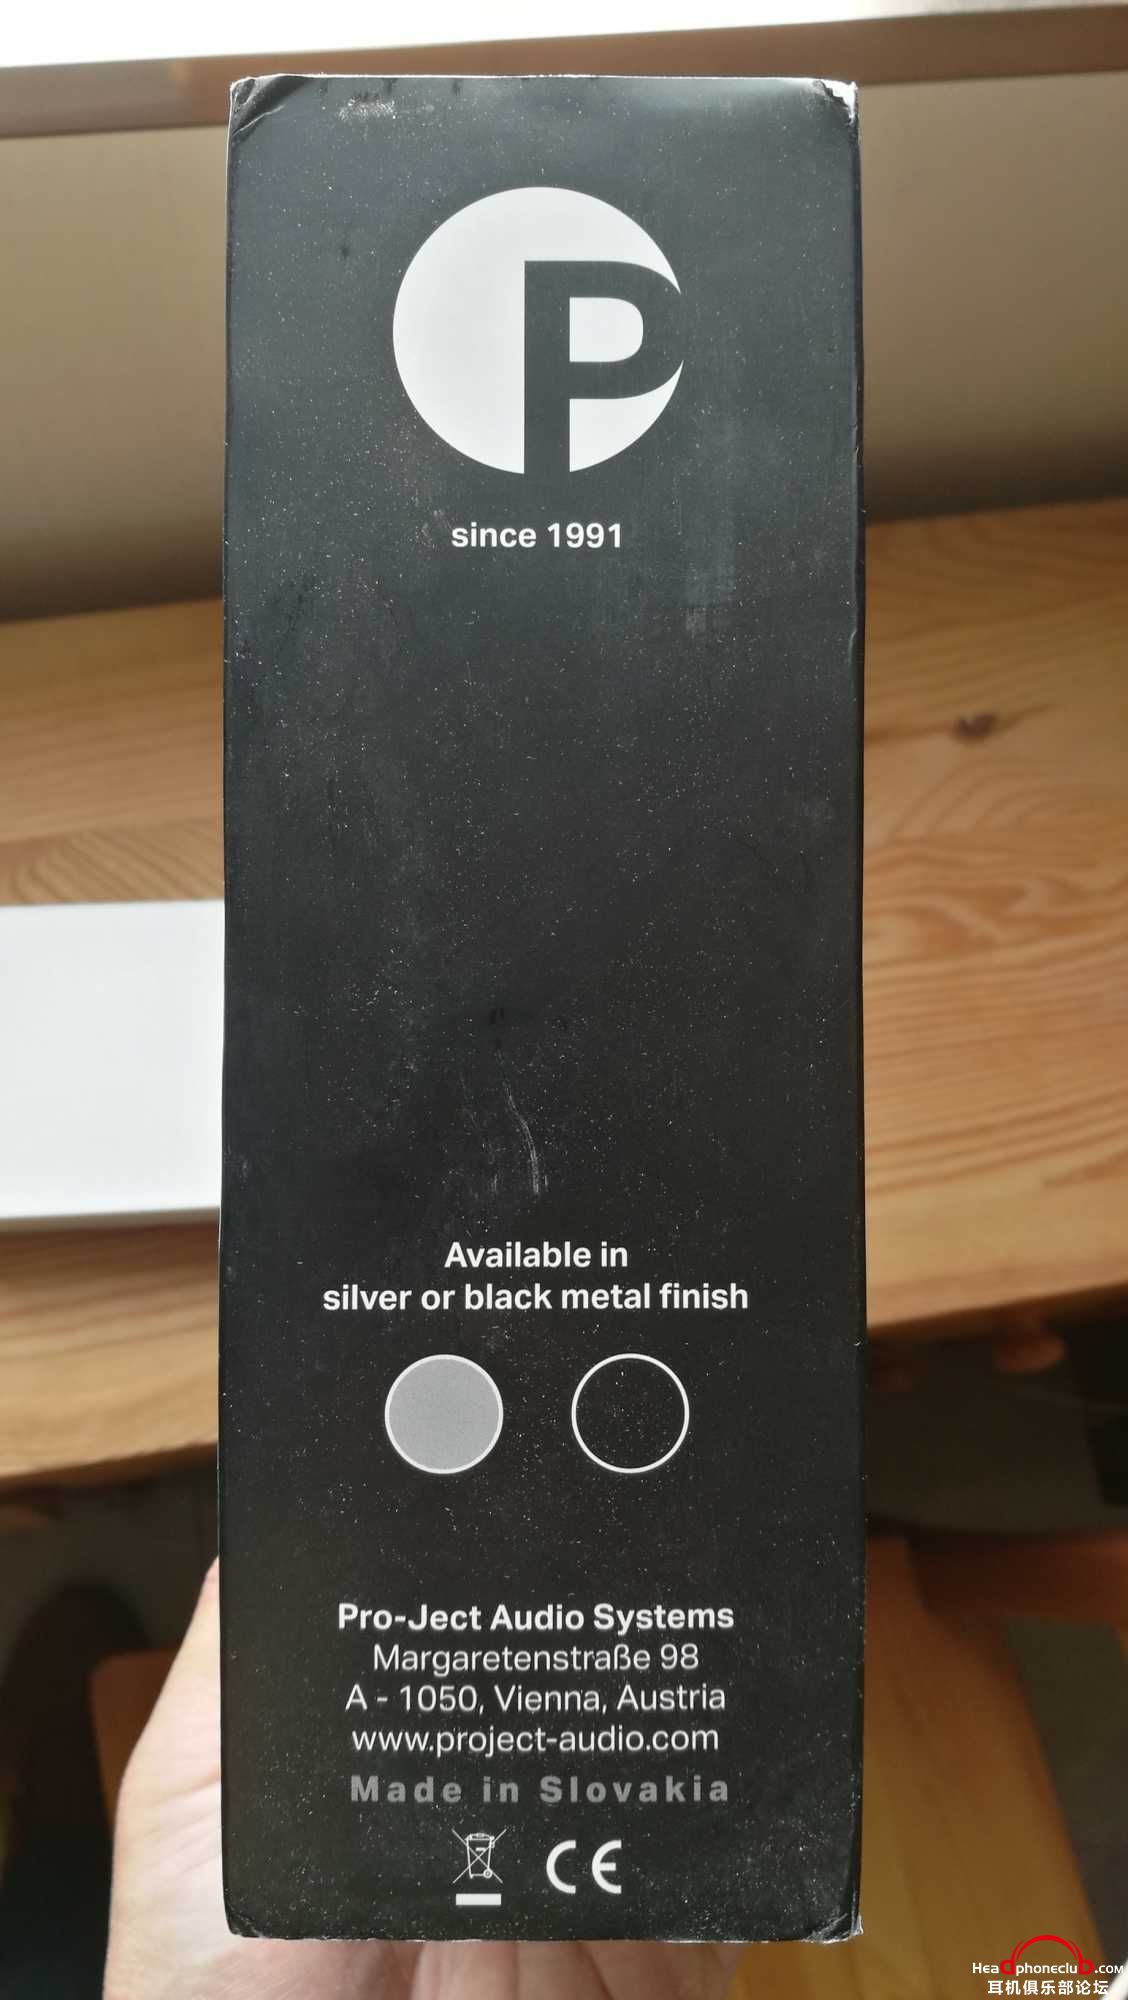 P
since 1991
Available in
silver or black metal finish
Pro-Ject Audio Systems
Margaretenstraße 98
A - 1050, Vienna, Austria
www.project-audio.com
Made in Slovakia
CE
Headphoneclub.com
耳机俱乐部论坛